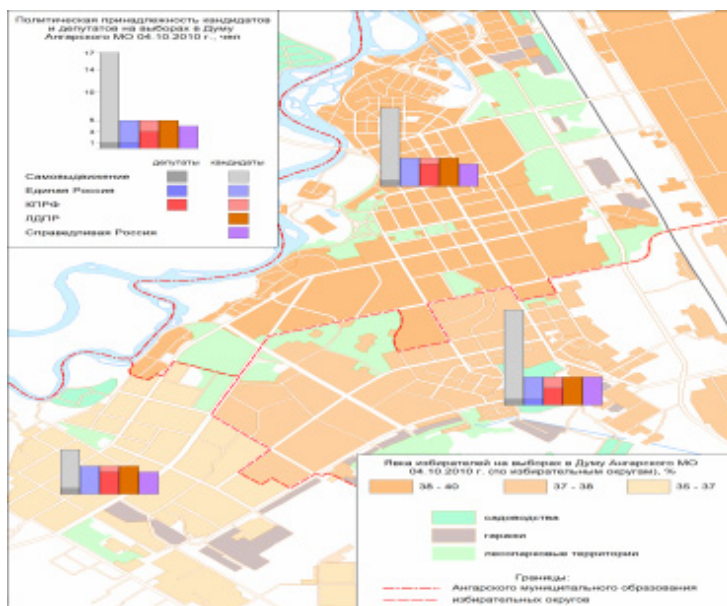 Политическая принадлежность кандидатов
и депутатов на выборах в Думу
Ангарского МО 04.10.2010 г., чел
17
14
10
1
депутаты кандидаты
Самовыдвижение
Единая Россия
КПРФ
ЛДПР
Справедливая Россия
Явка избирателей на выборах в Думу Ангарского МО
04.10.2010 г. (по избирательным округам), %
38 - 40
37 - 38
35 - 37
садоводства
гаражи
лесопарковые территории
Границы:
Ангарского муниципального образования
избирательных округов